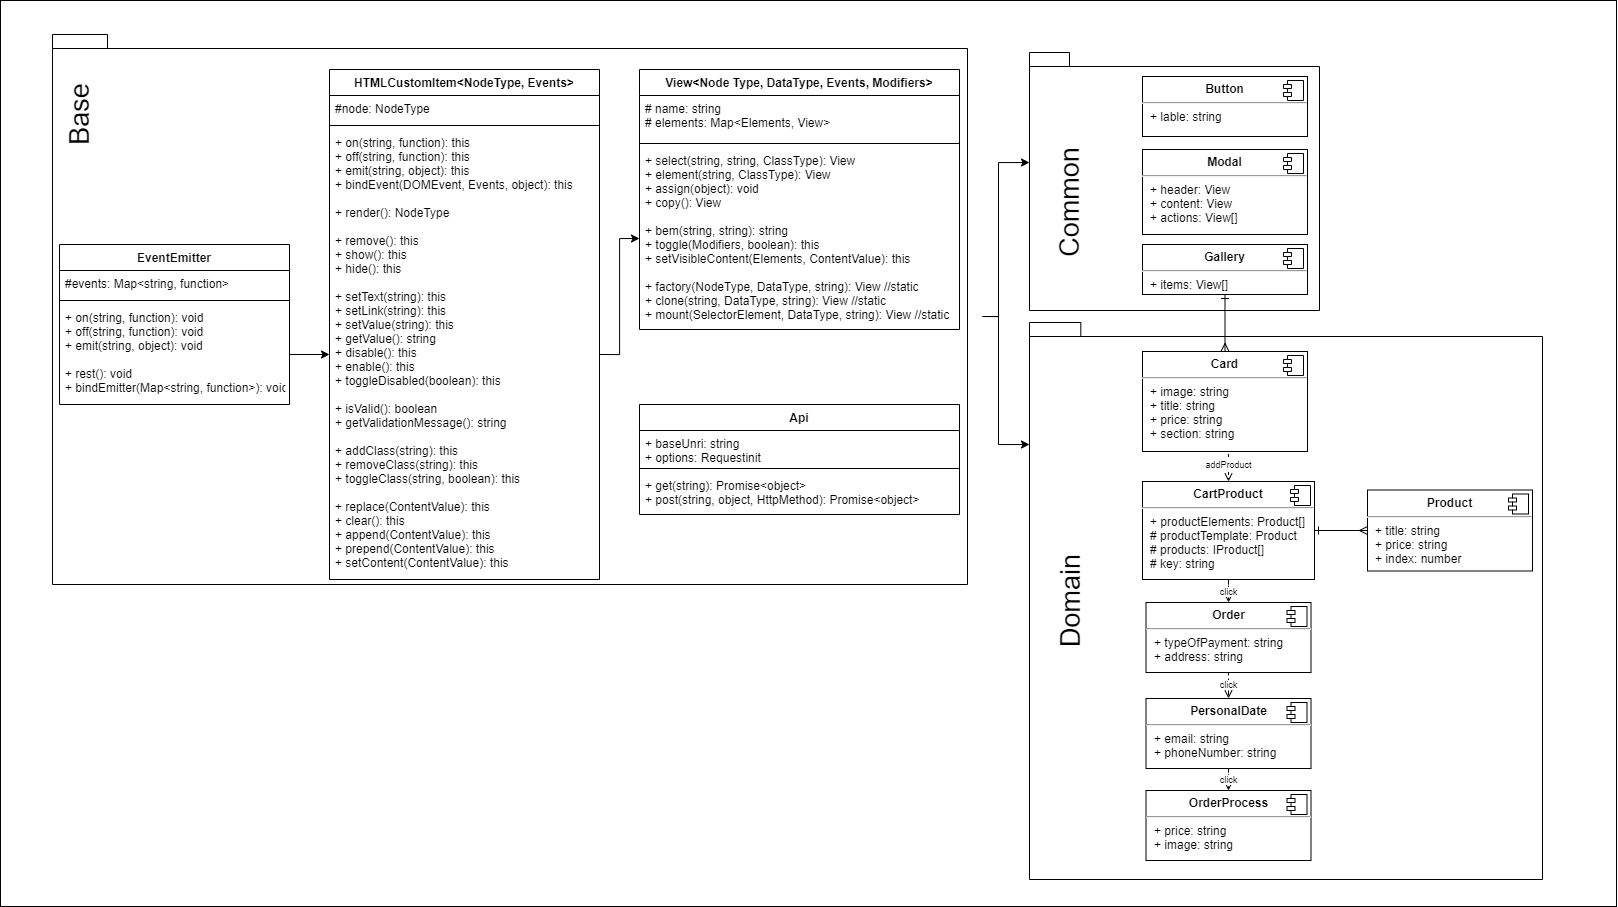 Base
EventEmitter
#events: Map<string, function>
+ on(string, function): void
+ off(string, function): void
+ emit(string, object): void
+ rest(): void
+ bindEmitter(Map<string, function>): voic
HTMLCustomItem<NodeType, Events>
#node: NodeType
+ on(string, function): this
+ off(string, function): this
+ emit(string, object): this
+ bindEvent(DOMEvent, Events, object): this
+ render(): NodeType
+ remove(): this
+ show(): this
+ hide(): this
+ setText(string): this
+ setLink(string): this
+ setValue(string): this
+ getValue(): string
+ disable(): this
+ enable(): this
+ toggleDisabled(boolean): this
+ isValid(): boolean
+ getValidationMessage(): string
+ addClass(string): this
+ removeClass(string): this
+ toggleClass(string, boolean): this
+ replace(ContentValue): this
+ clear(): this
+ append(ContentValue): this
+ prepend(ContentValue): this
+ setContent(ContentValue): this
View<Node Type, DataType, Events, Modifiers>
# name: string
# elements: Map<Elements, View>
+ select(string, string, ClassType): View
+ element(string, ClassType): View
+ assign(object): void
+ copy(): View
+ bem(string, string): string
+ toggle(Modifiers, boolean): this
+ setVisibleContent(Elements, ContentValue): this
+ factory(NodeType, DataType, string): View //static
+ clone(string, DataType, string): View //static
+ mount(SelectorElement, DataType, string): View //static
Api
+ baseUnri: string
+ options: Requestinit
+ get(string): Promise<object>
+ post(string, object, HttpMethod): Promise<object>
Common
Button
+ lable: string
Modal
+ header: View
+ content: View
+ actions: View[]
Gallery
+ items: View[]
Domain
Card
+ image: string
+ title: string
+ price: string
+ section: string
addProduct
CartProduct
+ productElements: Product[]
# productTemplate: Product
# products: IProduct[]
# key: string
Product
+ title: string
+ price: string
+ index: number
click
Order
+ typeOfPayment: string
+ address: string
click
PersonalDate
+ email: string
+ phoneNumber: string
click
OrderProcess
+ price: string
+ image: string